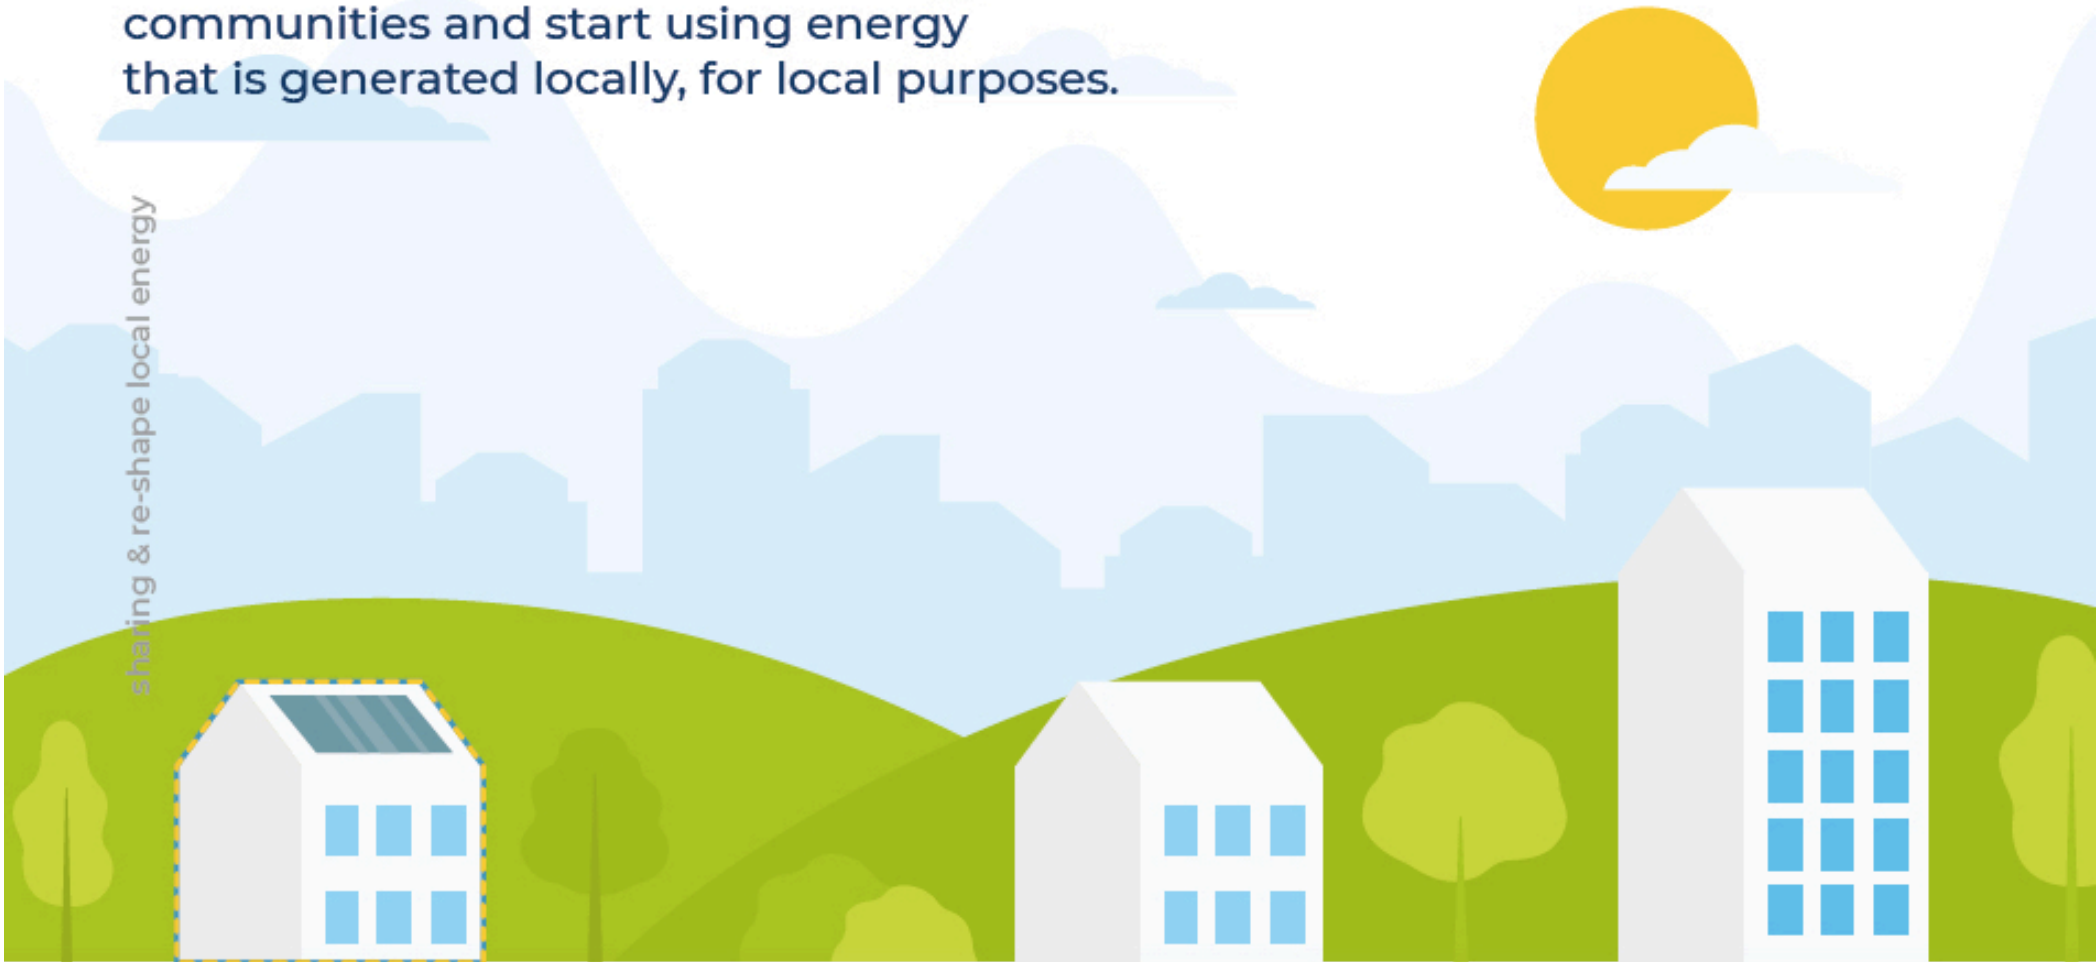 communities and start using energy
that is generated locally, for local purposes.
sharing & re-shape local energy